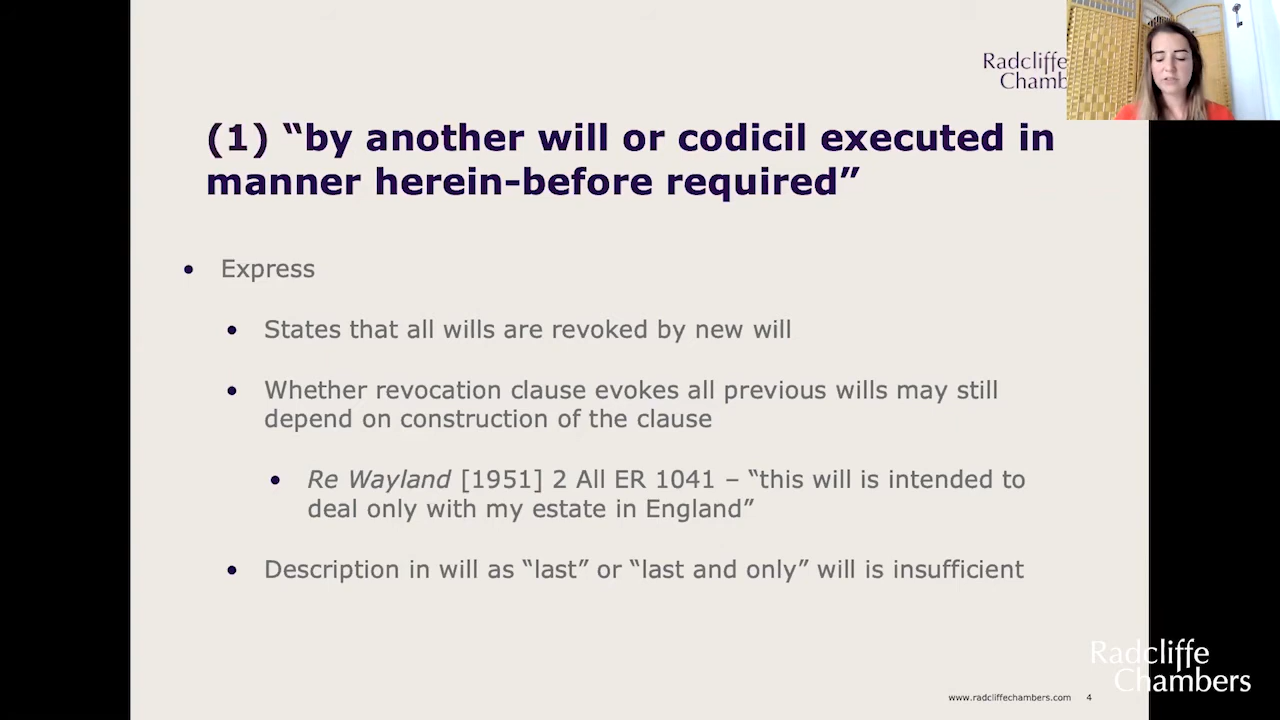 Radcliffe
Chamb
(1) “by another will or codicil executed in
manner herein-before required”
• Express
• States that all wills are revoked by new will
• Whether revocation clause evokes all previous wills may still
depend on construction of the clause
• Re Wayland [1951] 2 All ER 1041 – “this will is intended to
deal only with my estate in England”
• Description in will as “last” or “last and only” will is insufficient
Radcliffe
Chambers
www.radcliffechambers.com 4